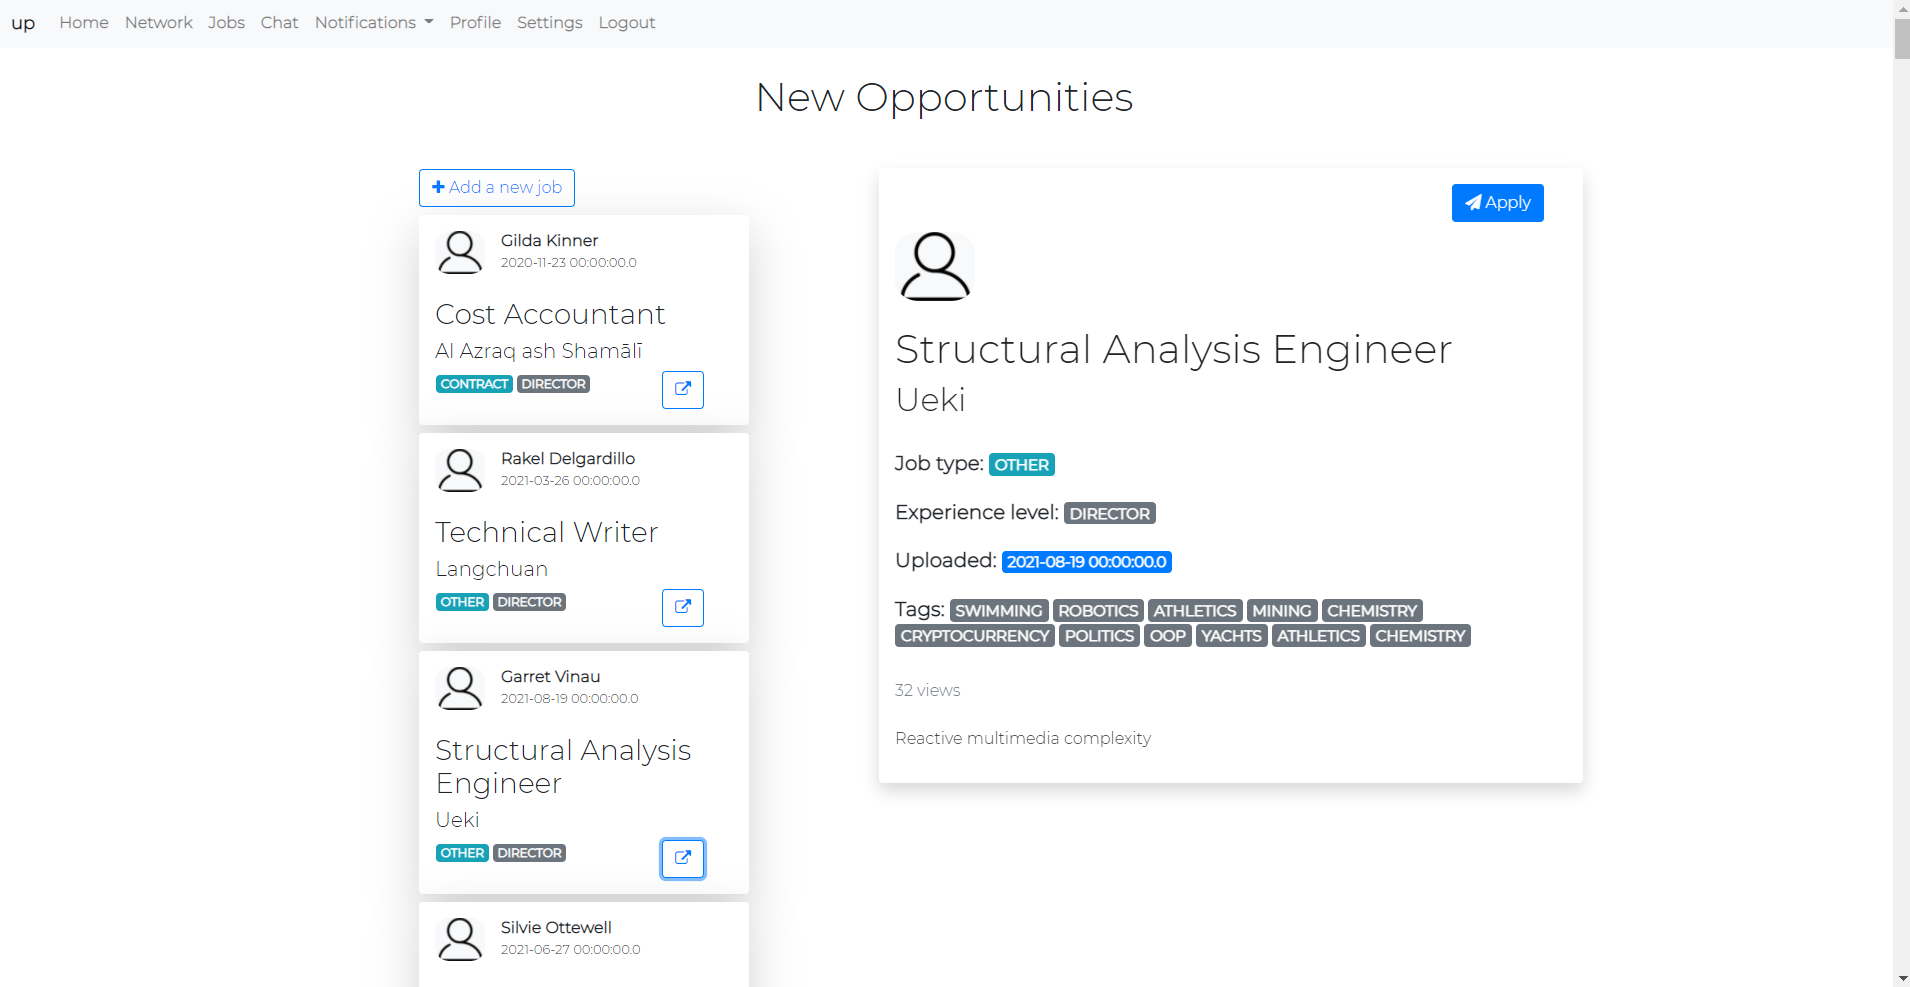 up Home Network Jobs Chat Notifications Profile Settings Logout
New Opportunities
Add a new job
Gilda Kinner
2020-11-23 00:00:00.0
Cost Accountant
Al Azraq ash Shamālī
CONTRACT DIRECTOR
Rakel Delgardillo
2021-03-26 00:00:00.0
Technical Writer
Langchuan
OTHER DIRECTOR
Garret Vinau
2021-08-19 00:00:00.0
Structural Analysis
Engineer
Ueki
OTHER DIRECTOR
Silvie Ottewell
2021-06-27 00:00:00.0
Apply
Structural Analysis Engineer
Ueki
Job type: OTHER
Experience level: DIRECTOR
Uploaded: 2021-08-19 00:00:00.0
Tags: SWIMMING ROBOTICS ATHLETICS MINING CHEMISTRY
CRYPTOCURRENCY POLITICS OOP YACHTS ATHLETICS CHEMISTRY
32 views
Reactive multimedia complexity